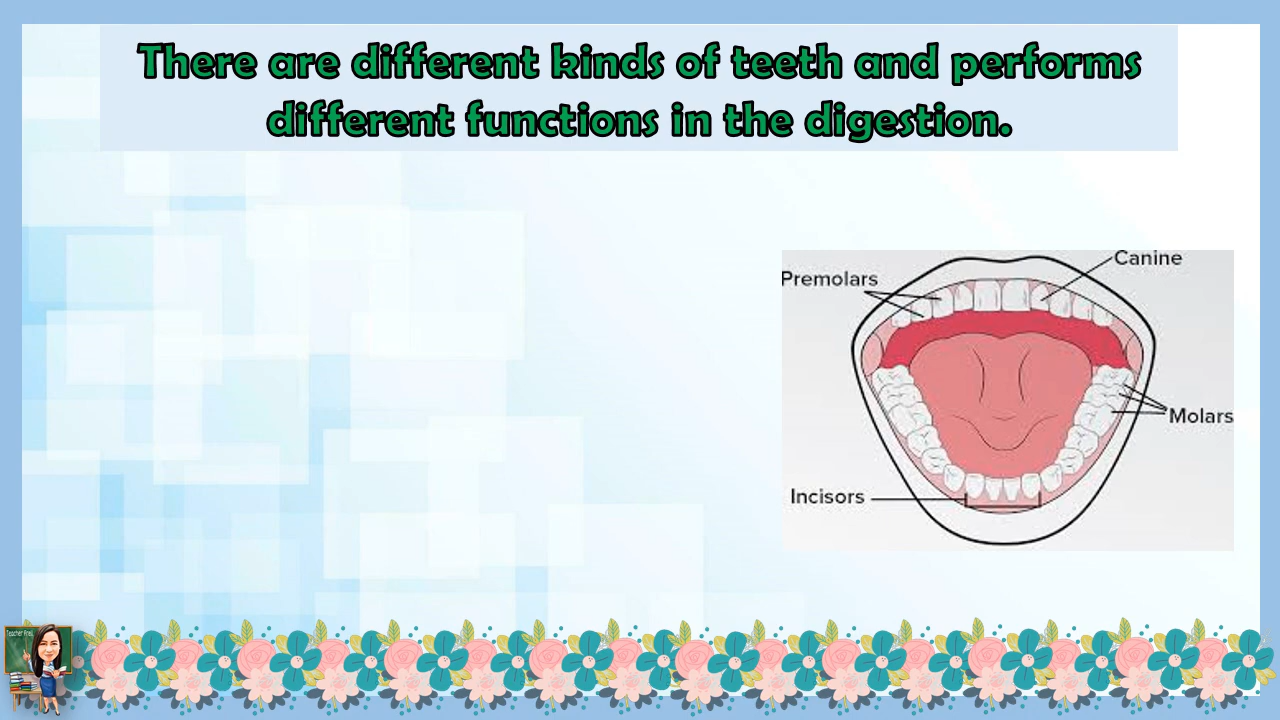 There are different kinds of teeth and performs
different functions in the digestion.
Canine
Premolars
Molars
Incisors